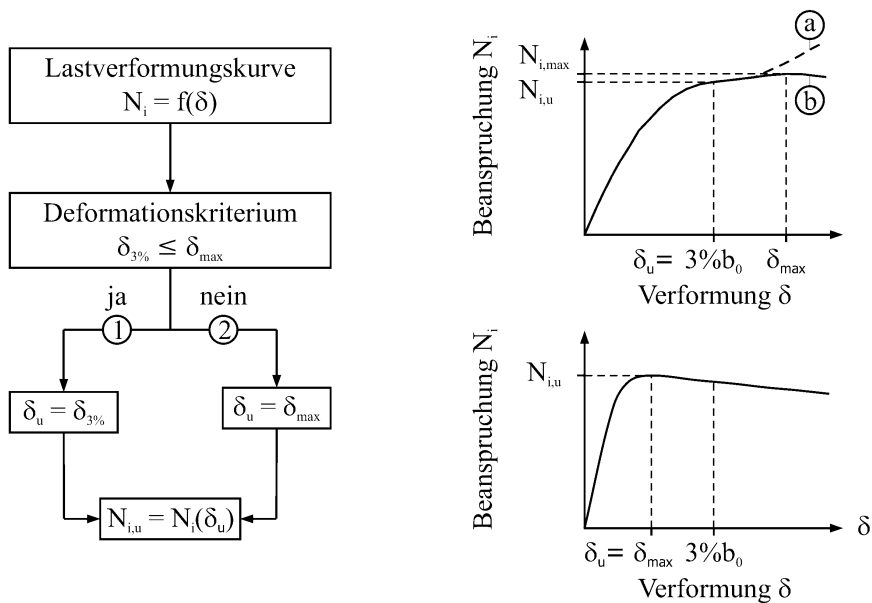 Lastverformungskurve
Nᵢ = f(δ)
Deformationskriterium
δ₃% ≤ δmax
ja
nein
1
2
δu = δ₃%
δu = δmax
Ni,u = Ni(δu)
Beanspruchung Ni
Ni,max
Ni,u
a
b
δu = 3%b₀
δmax
Verformung δ
Beanspruchung Ni
Ni,u
δ
δu = δmax 3%b₀
Verformung δ